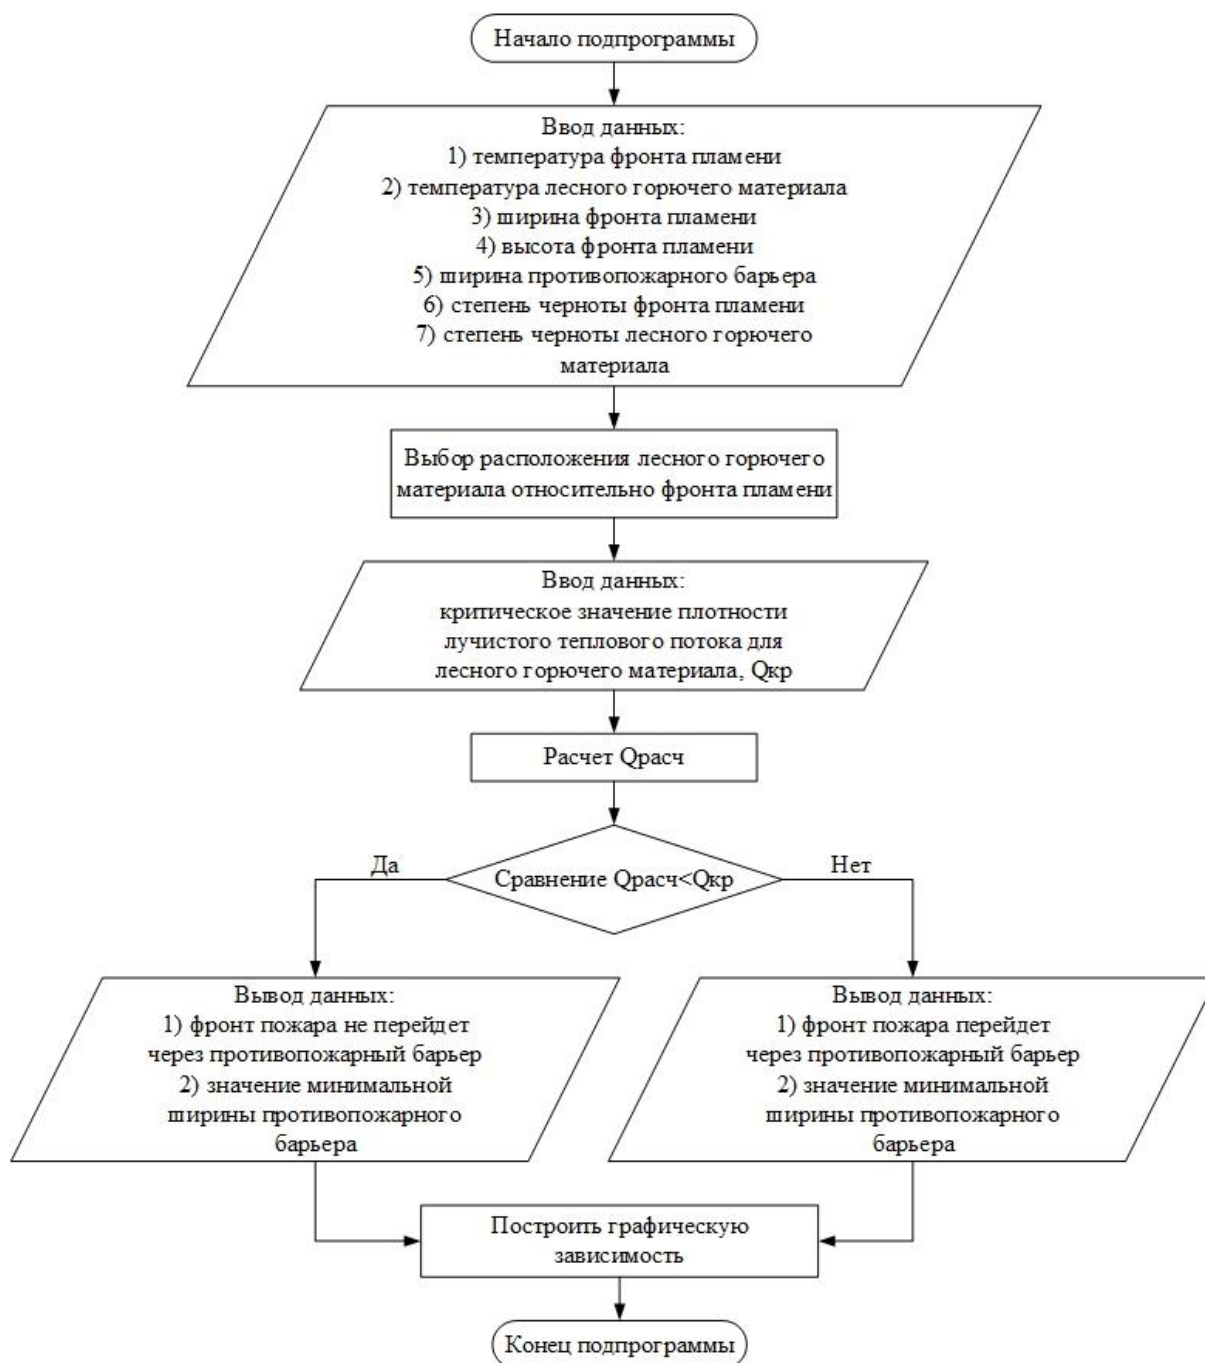 Начало подпрограммы
Ввод данных:
1) температура фронта пламени
2) температура лесного горючего материала
3) ширина фронта пламени
4) высота фронта пламени
5) ширина противопожарного барьера
6) степень черноты фронта пламени
7) степень черноты лесного горючего
материала
Выбор расположения лесного горючего
материала относительно фронта пламени
Ввод данных:
критическое значение плотности
лучистого теплового потока для
лесного горючего материала, Qкр
Расчет Qрасч
Сравнение Qрасч<Qкр
Да
Нет
Вывод данных:
1) фронт пожара не перейдет
через противопожарный барьер
2) значение минимальной
ширины противопожарного
барьера
Вывод данных:
1) фронт пожара перейдет
через противопожарный барьер
2) значение минимальной
ширины противопожарного
барьера
Построить графическую
зависимость
Конец подпрограммы